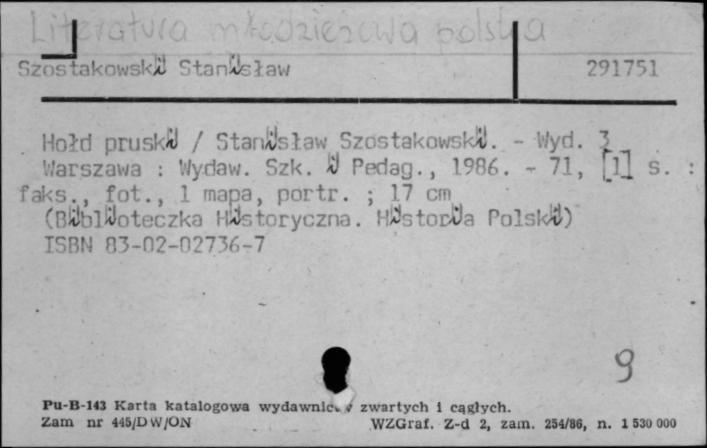 Literatura młodzieżowa polska
Szostakowski Stanisław 291751
Hołd pruski / Stanisław Szostakowski. - Wyd. 3
Warszawa : Wydaw. Szk. i Pedag., 1986. - 71, [1] s. :
faks., fot., 1 mapa, portr. ; 17 cm
(Biblioteczka Historyczna. Historia Polski)
ISBN 83-02-02736-7
9
Pu-B-143 Karta katalogowa wydawnictw zwartych i ciągłych.
Zam nr 445/DW/ON WZGraf. Z-d 2, zam. 254/86, n. 1 530 000